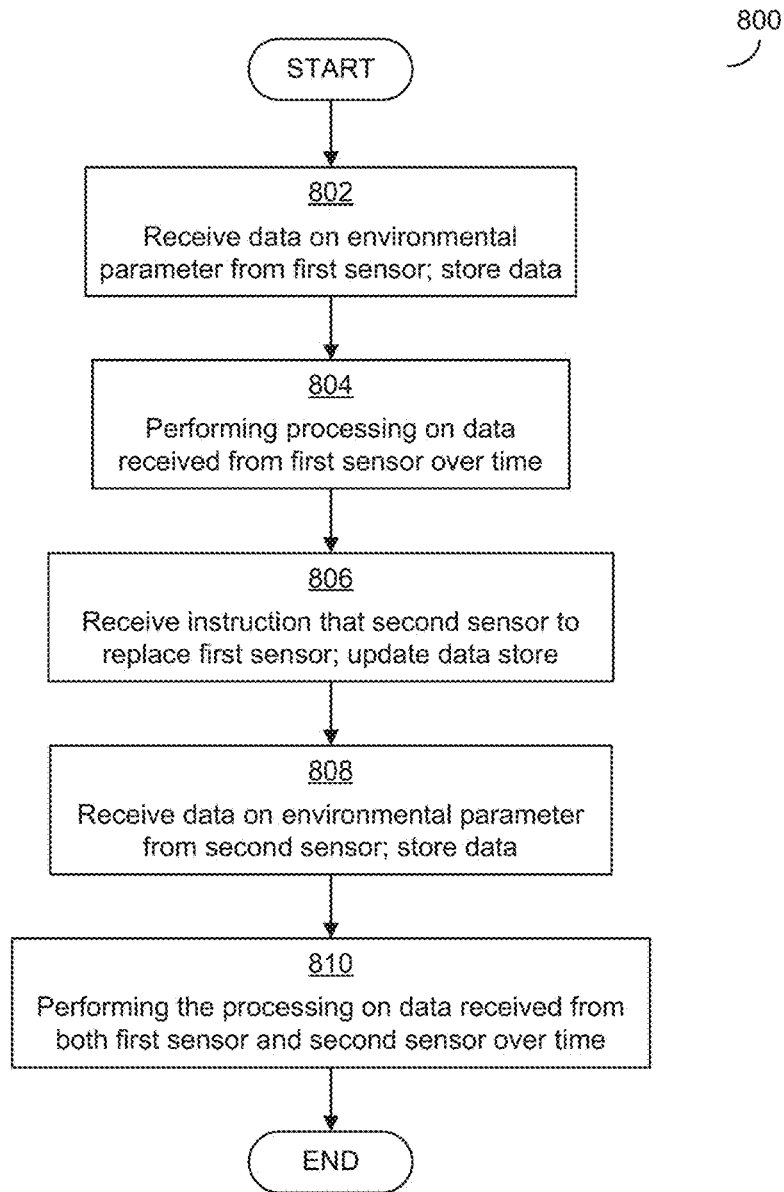 800
START
802
Receive data on environmental
parameter from first sensor; store data
804
Performing processing on data
received from first sensor over time
806
Receive instruction that second sensor to
replace first sensor; update data store
808
Receive data on environmental parameter
from second sensor; store data
810
Performing the processing on data received from
both first sensor and second sensor over time
END